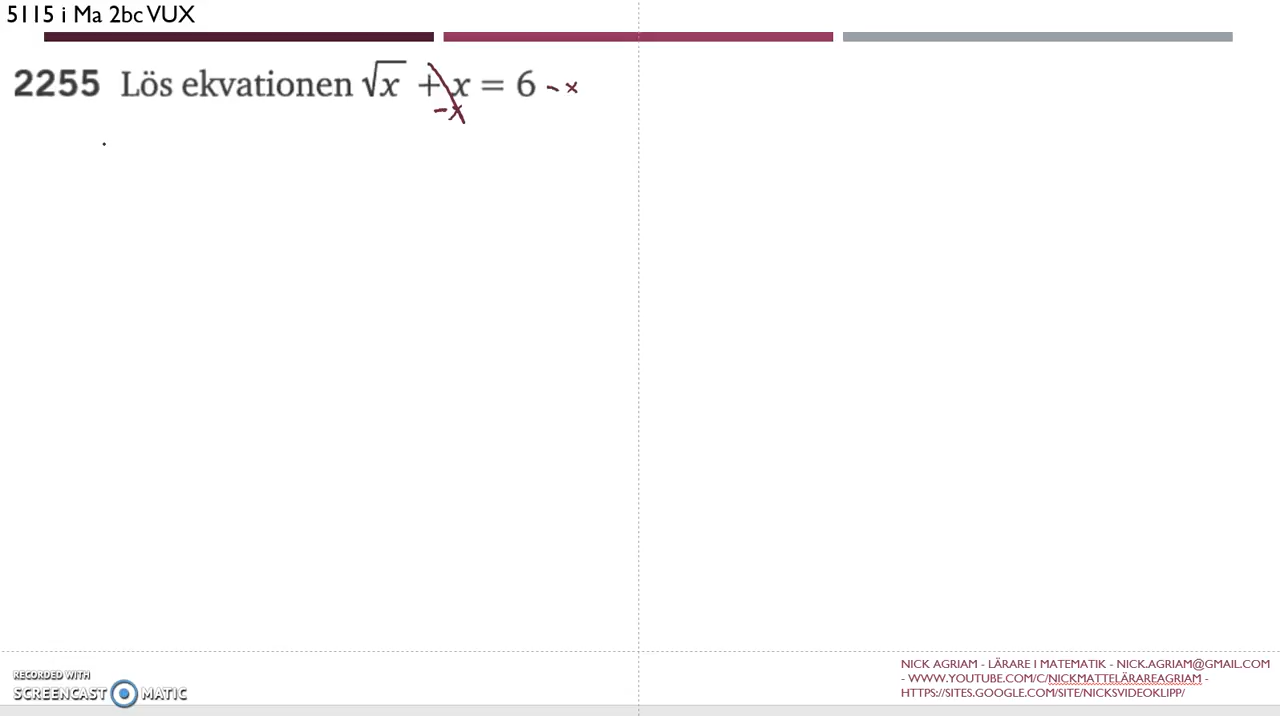 5115 i Ma 2bc VUX
2255 Lös ekvationen √x + x = 6 - x
-x
RECORDED WITH
SCREENCAST MATIC
NICK AGRIAM - LÄRARE I MATEMATIK - NICK.AGRIAM@GMAIL.COM
- WWW.YOUTUBE.COM/C/NICKMATTELÄRAREAGRIAM -
HTTPS://SITES.GOOGLE.COM/SITE/NICKSVIDEOKLIPP/